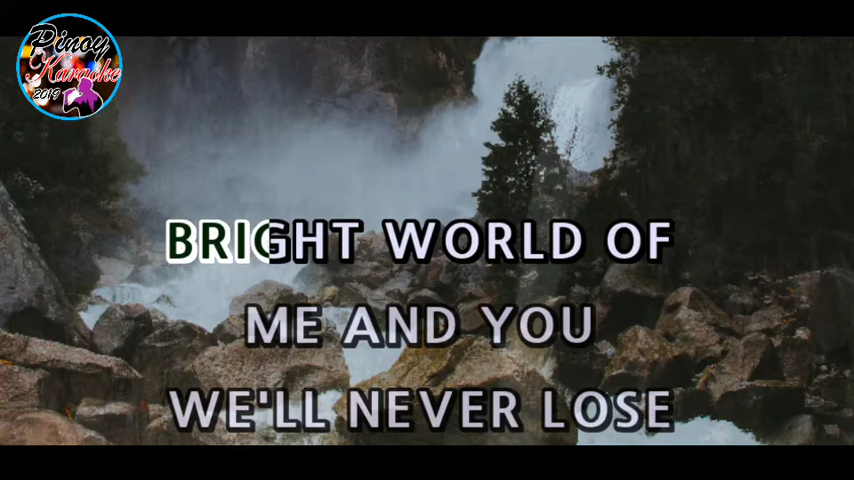 Pinoy
Karaoke
2019
BRIGHT WORLD OF
ME AND YOU
WE'LL NEVER LOSE